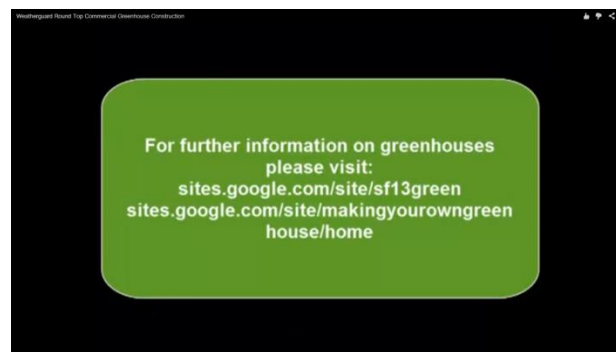 Weatherguard Round Top Commercial Greenhouse Construction
For further information on greenhouses
please visit:
sites.google.com/site/sf13green
sites.google.com/site/makingyourowngreen
house/home